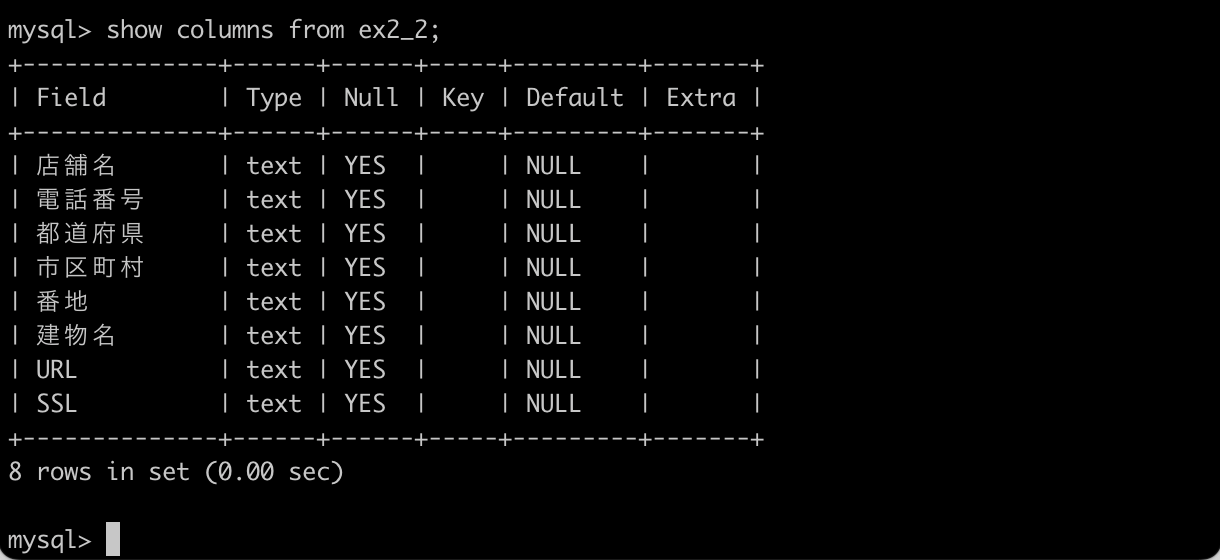 mysql> show columns from ex2_2;
+--------------+------+------+-----+---------+-------+
| Field        | Type | Null | Key | Default | Extra |
+--------------+------+------+-----+---------+-------+
| 店舗名       | text | YES  |     | NULL    |       |
| 電話番号     | text | YES  |     | NULL    |       |
| 都道府県     | text | YES  |     | NULL    |       |
| 市区町村     | text | YES  |     | NULL    |       |
| 番地         | text | YES  |     | NULL    |       |
| 建物名       | text | YES  |     | NULL    |       |
| URL          | text | YES  |     | NULL    |       |
| SSL          | text | YES  |     | NULL    |       |
+--------------+------+------+-----+---------+-------+
8 rows in set (0.00 sec)
mysql>